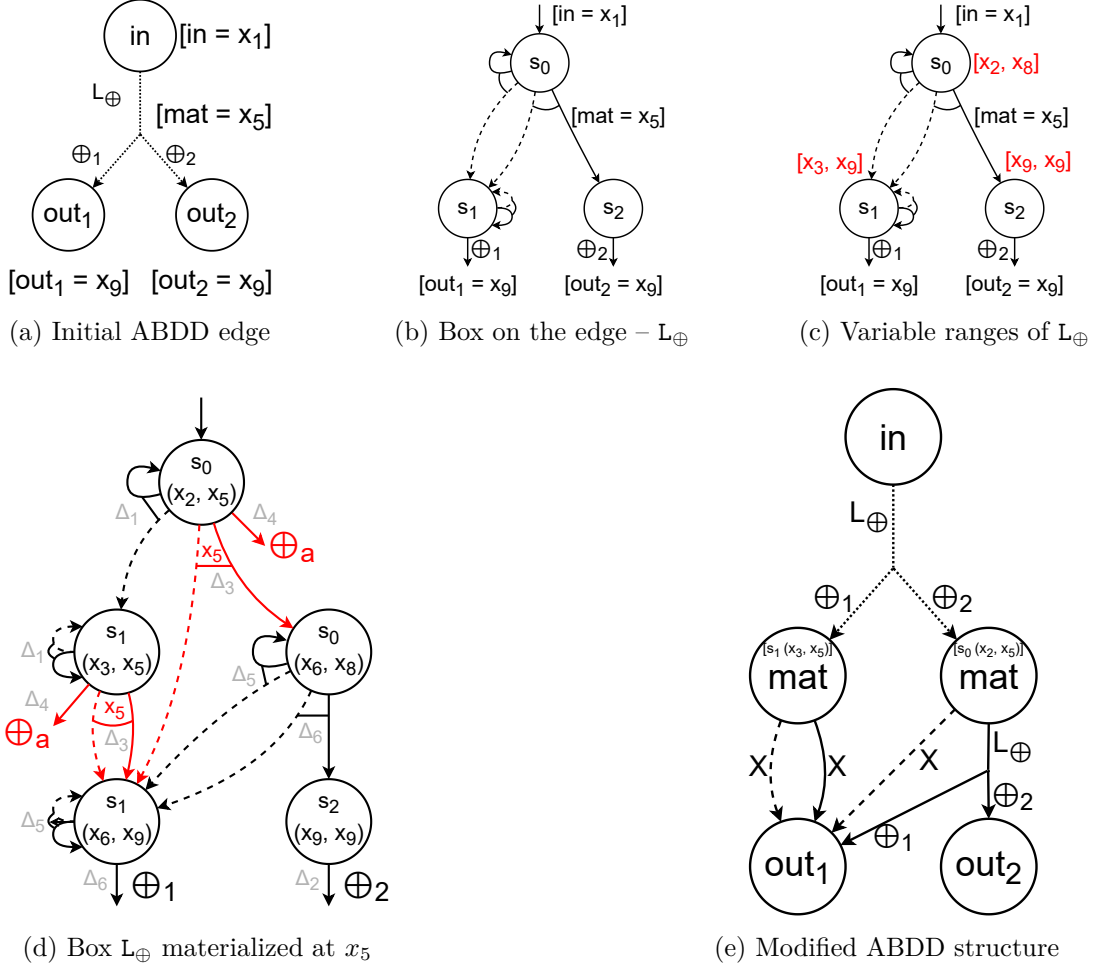 in
[in = x₁]
L⊕
[mat = x₅]
⊕₁
⊕₂
out₁
out₂
[out₁ = x₉]
[out₂ = x₉]
(a) Initial ABDD edge
[in = x₁]
s₀
[mat = x₅]
s₁
s₂
⊕₁
⊕₂
[out₁ = x₉]
[out₂ = x₉]
(b) Box on the edge – L⊕
[in = x₁]
s₀
[x₂, x₈]
[mat = x₅]
[x₃, x₉]
[x₉, x₉]
s₁
s₂
⊕₁
⊕₂
[out₁ = x₉]
[out₂ = x₉]
(c) Variable ranges of L⊕
s₀
(x₂, x₅)
Δ₁
Δ₄
⊕ₐ
x₅
Δ₃
s₁
(x₃, x₅)
Δ₁
s₀
(x₆, x₈)
Δ₅
Δ₄
⊕ₐ
x₅
Δ₃
Δ₆
s₁
(x₆, x₉)
Δ₅
s₂
(x₉, x₉)
Δ₆
⊕₁
Δ₂
⊕₂
(d) Box L⊕ materialized at x₅
in
L⊕
⊕₁
⊕₂
[s₁ (x₃, x₅)]
mat
[s₀ (x₂, x₅)]
mat
X
X
X
L⊕
⊕₁
⊕₂
out₁
out₂
(e) Modified ABDD structure